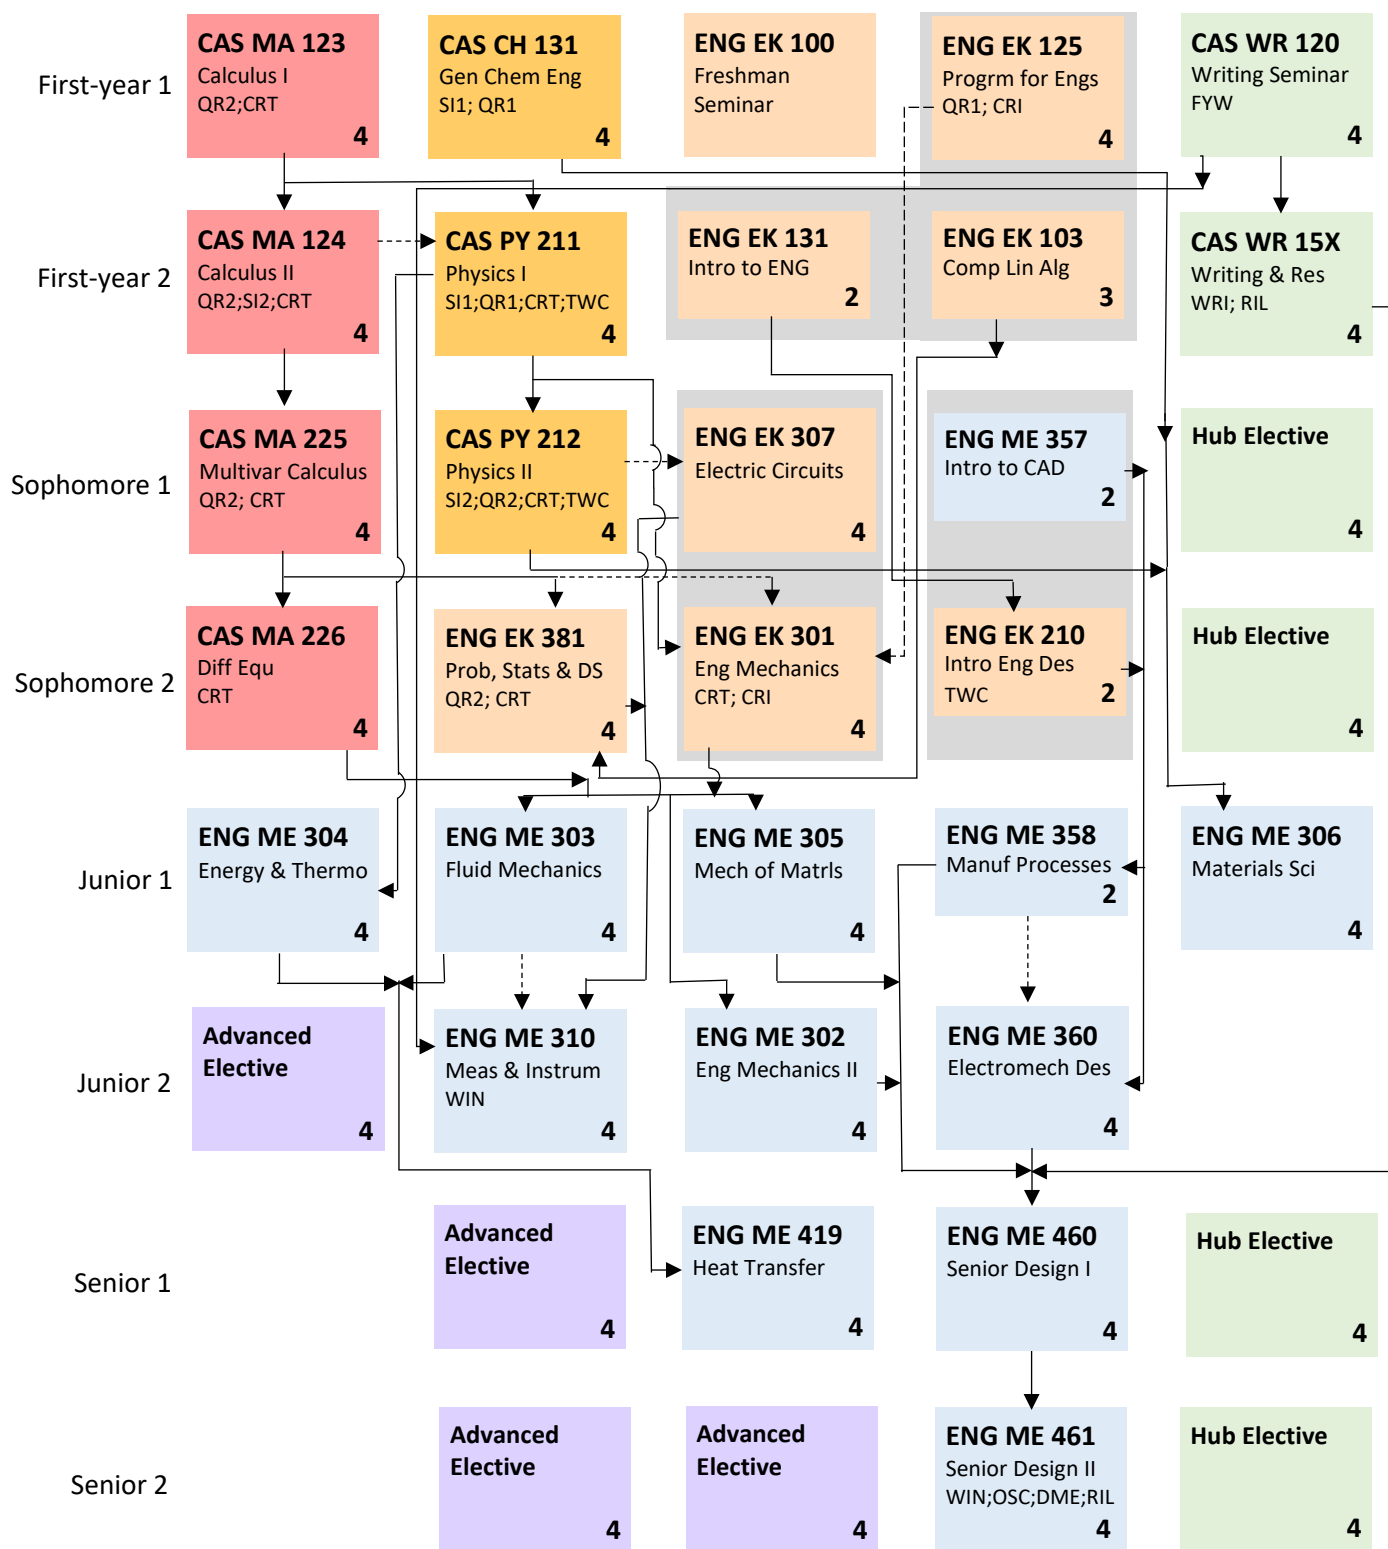 First-year 1
CAS MA 123
Calculus I
QR2;CRT
4
CAS CH 131
Gen Chem Eng
SI1; QR1
4
ENG EK 100
Freshman
Seminar
ENG EK 125
Progrm for Engs
QR1; CRI
4
CAS WR 120
Writing Seminar
FYW
4
First-year 2
CAS MA 124
Calculus II
QR2;SI2;CRT
4
CAS PY 211
Physics I
SI1;QR1;CRT;TWC
4
ENG EK 131
Intro to ENG
2
ENG EK 103
Comp Lin Alg
3
CAS WR 15X
Writing & Res
WRI; RIL
4
Sophomore 1
CAS MA 225
Multivar Calculus
QR2; CRT
4
CAS PY 212
Physics II
SI2;QR2;CRT;TWC
4
ENG EK 307
Electric Circuits
4
ENG ME 357
Intro to CAD
2
Hub Elective
4
Sophomore 2
CAS MA 226
Diff Equ
CRT
4
ENG EK 381
Prob, Stats & DS
QR2; CRT
4
ENG EK 301
Eng Mechanics
CRT; CRI
4
ENG EK 210
Intro Eng Des
TWC
2
Hub Elective
4
Junior 1
ENG ME 304
Energy & Thermo
4
ENG ME 303
Fluid Mechanics
4
ENG ME 305
Mech of Matrls
4
ENG ME 358
Manuf Processes
2
ENG ME 306
Materials Sci
4
Junior 2
Advanced
Elective
4
ENG ME 310
Meas & Instrum
WIN
4
ENG ME 302
Eng Mechanics II
4
ENG ME 360
Electromech Des
4
Senior 1
Advanced
Elective
4
ENG ME 419
Heat Transfer
4
ENG ME 460
Senior Design I
4
Hub Elective
4
Senior 2
Advanced
Elective
4
Advanced
Elective
4
ENG ME 461
Senior Design II
WIN;OSC;DME;RIL
4
Hub Elective
4